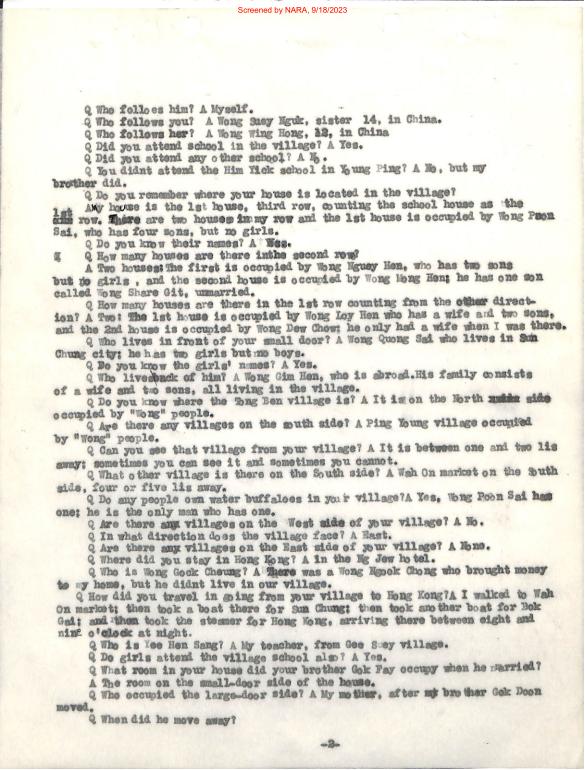 Screened by NARA, 9/18/2023
Q Who folloes him? A Myself.
Q Who follows you? A Wong Suey Nguk, sister 14, in China.
Q Who follows her? A Wong Wing Hong, 12, in China
Q Did you attend school in the village? A Yes.
Q Did you attend any other school? A No.
Q You didnt attend the Him Yick school in Young Ping? A No, but my
brother did.
Q Do you remember where your house is located in the village?
A My house is the 1st house, third row, counting the school house as the
1st row. There are two houses in my row and the 1st house is occupied by Wong Poon
Sai, who has four sons, but no girls.
Q Do you know their names? A Yes.
Q How many houses are there in the second row?
A Two houses: The first is occupied by Wong Nguey Hen, who has two sons
but no girls , and the second house is occupied by Wong Hong Hen; he has one son
called Wong Share Git, unmarried.
Q How many houses are there in the 1st row counting from the other direct-
ion? A Two: The 1st house is occupied by Wong Loy Hen who has a wife and two sons,
and the 2nd house is occupied by Wong Dew Chow; he only had a wife when I was there.
Q Who lives in front of your small door? A Wong Quong Sai who lives in Sun
Chung city; he has two girls but no boys.
Q Do you know the girls' names? A Yes.
Q Who lives back of him? A Wong Gim Hen, who is abroad. His family consists
of a wife and two sons, all living in the village.
Q Do you know where the Tong Ben village is? A It is on the North side
occupied by "Wong" people.
Q Are there any villages on the south side? A Ping Young village occupied
by "Wong" people.
Q Can you see that village from your village? A It is between one and two lis
away; sometimes you can see it and sometimes you cannot.
Q What other village is there on the South side? A Wah On market on the South
side, four or five lis away.
Q Do any people own water buffaloes in your village? A Yes, Wong Poon Sai has
one; he is the only man who has one.
Q Are there any villages on the West side of your village? A No.
Q In what direction does the village face? A East.
Q Are there any villages on the East side of your village? A None.
Q Where did you stay in Hong Kong? A in the Ng Jew hotel.
Q Who is Wong Gock Cheung? A There was a Wong Ngock Chong who brought money
to my home, but he didnt live in our village.
Q How did you travel in going from your village to Hong Kong? A I walked to Wah
On market; then took a boat there for Sun Chung; then took another boat for Bok
Gai; and then took the steamer for Hong Kong, arriving there between eight and
nine o'clock at night.
Q Who is Yee Hen Sang? A My teacher, from Gee Suey village.
Q Do girls attend the village school also? A Yes.
Q What room in your house did your brother Gok Fay occupy when he married?
A The room on the small-door side of the house.
Q Who occupied the large-door side? A My mother, after my brother Gok Doon
moved.
Q When did he move away?
-2-